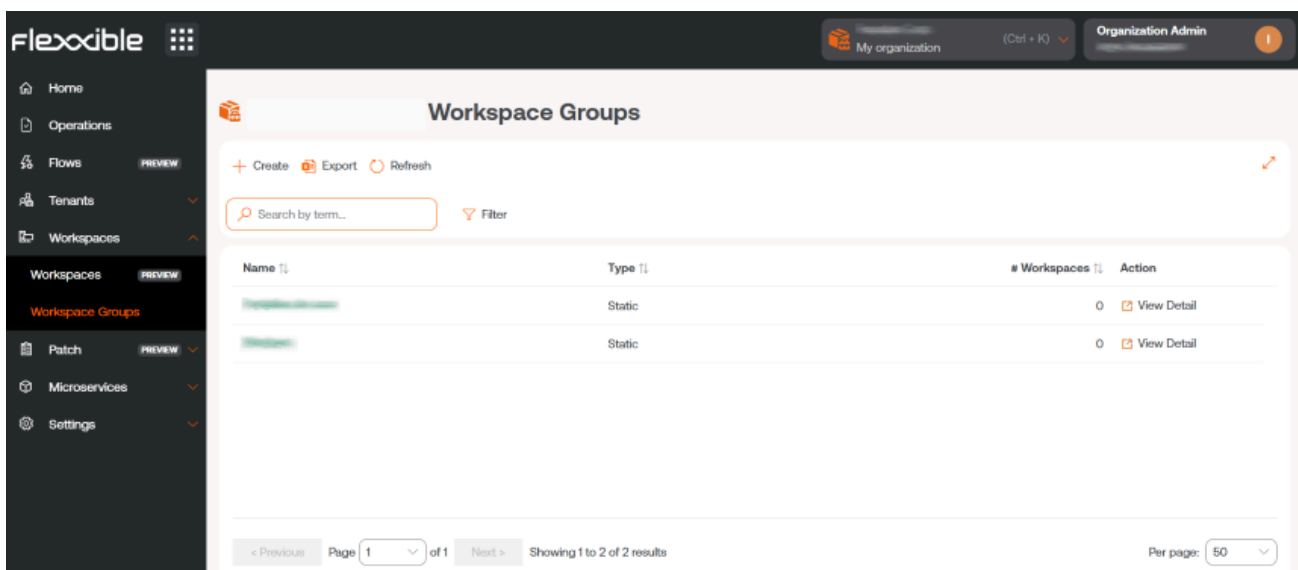 Flexxible
My organization
(Ctrl + K)
Organization Admin
I
Home
Operations
Flows PREVIEW
Tenants
Workspaces
Workspaces PREVIEW
Workspace Groups
Patch PREVIEW
Microservices
Settings
Workspace Groups
Create Export Refresh
Search by term... Filter
Name Type # Workspaces Action
Static 0 View Detail
Static 0 View Detail
< Previous Page 1 of 1 Next > Showing 1 to 2 of 2 results Per page: 50